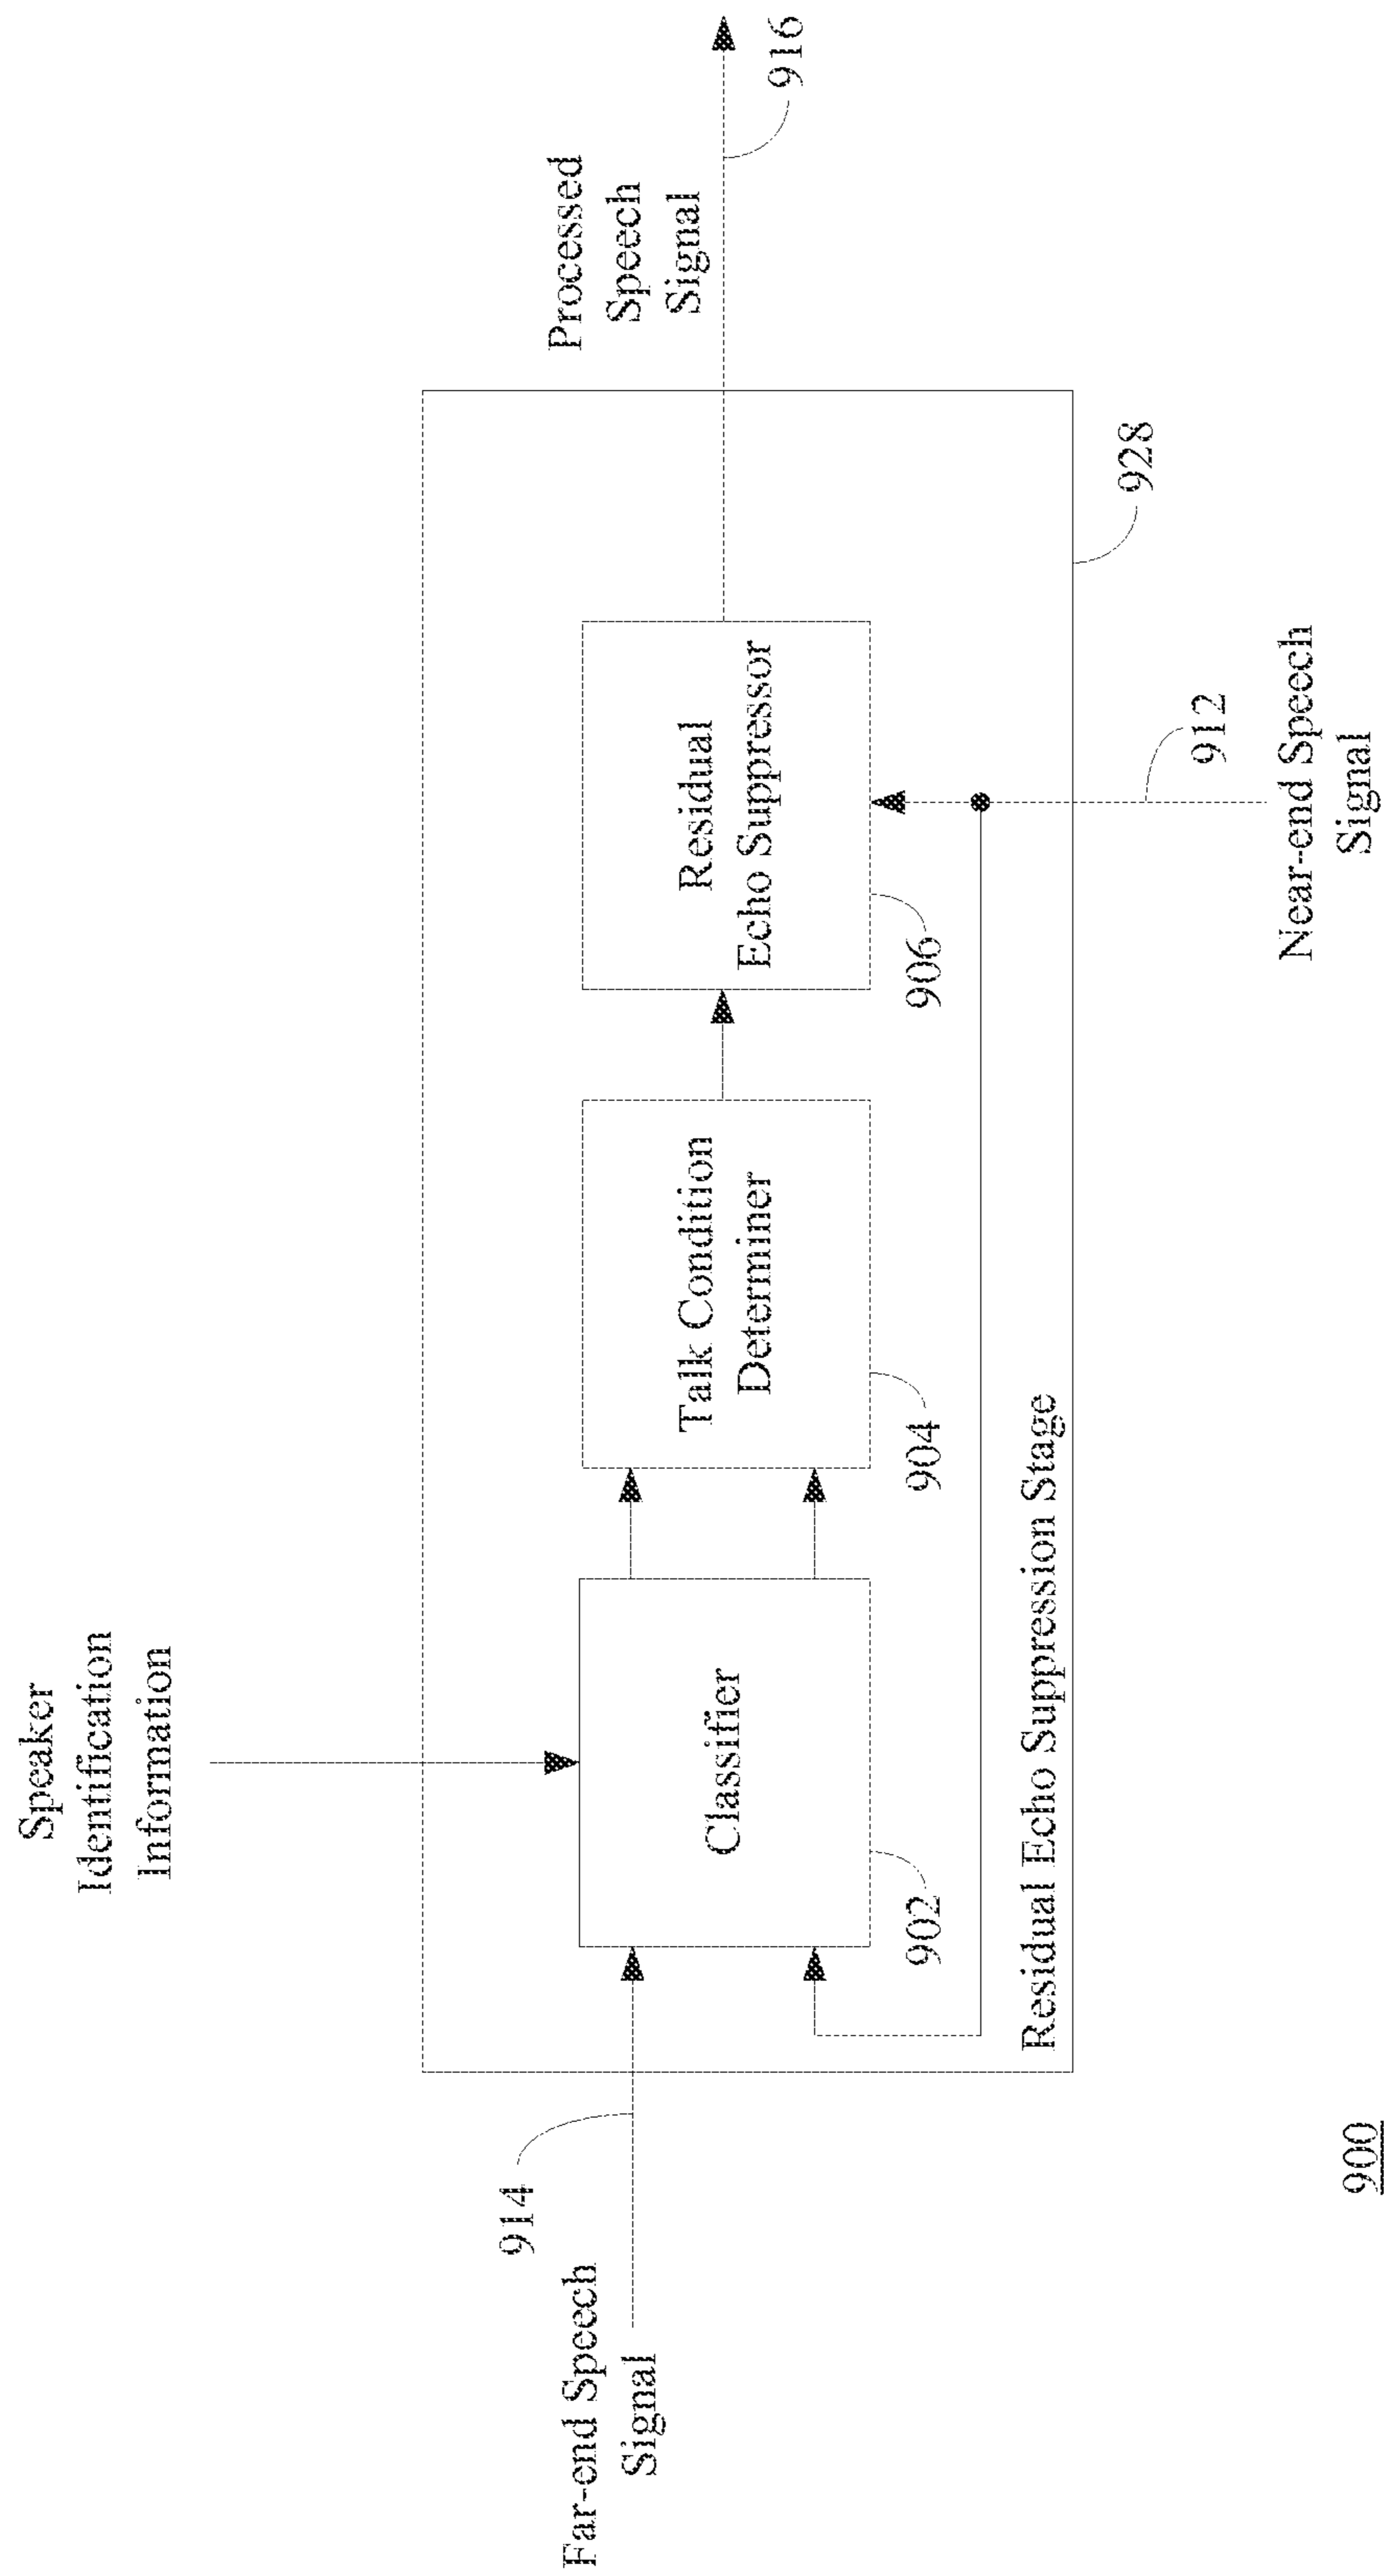 Speaker
Identification
Information
Far-end Speech
Signal
914
Classifier
902
Talk Condition
Determiner
904
Residual
Echo Suppressor
906
Processed
Speech
Signal
916
Residual Echo Suppression Stage
928
912
Near-end Speech
Signal
900